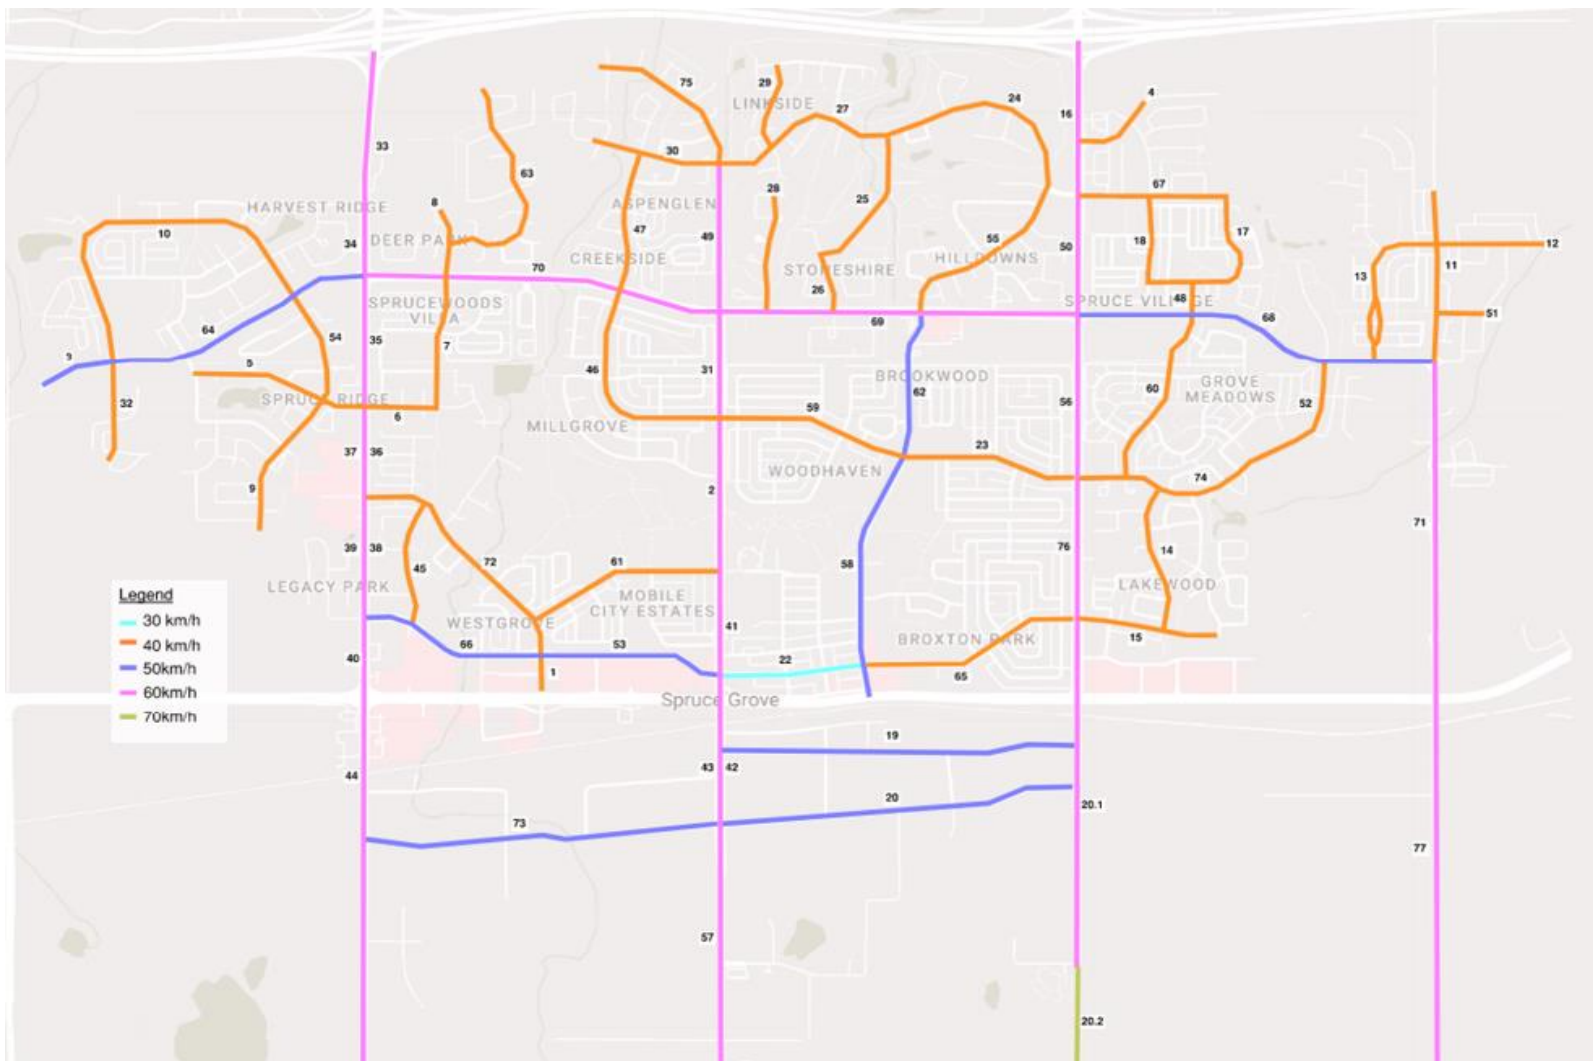 75
29
LINKSIDE
27
24
16
4
33
30
63
28
67
8
HARVEST RIDGE
ASPENGLEN
47
49
25
10
34
DEER PARK
55
50
18
17
12
CREEKSIDE
STONESHIRE
HILLDOWNS
11
70
26
13
SPRUCEWOODS
VILLA
48
SPRUCE VILLAGE
51
69
68
64
54
35
7
3
5
46
31
BROOKWOOD
62
60
GROVE
MEADOWS
32
SPRUCE RIDGE
6
59
56
52
MILLGROVE
37
36
WOODHAVEN
23
74
9
2
71
39
38
72
61
58
76
14
45
LEGACY PARK
MOBILE
CITY ESTATES
LAKEWOOD
Legend
30 km/h
40 km/h
50km/h
60km/h
70km/h
WESTGROVE
41
BROXTON PARK
15
40
66
53
22
1
65
Spruce Grove
19
44
43
42
20
20.1
73
77
57
20.2